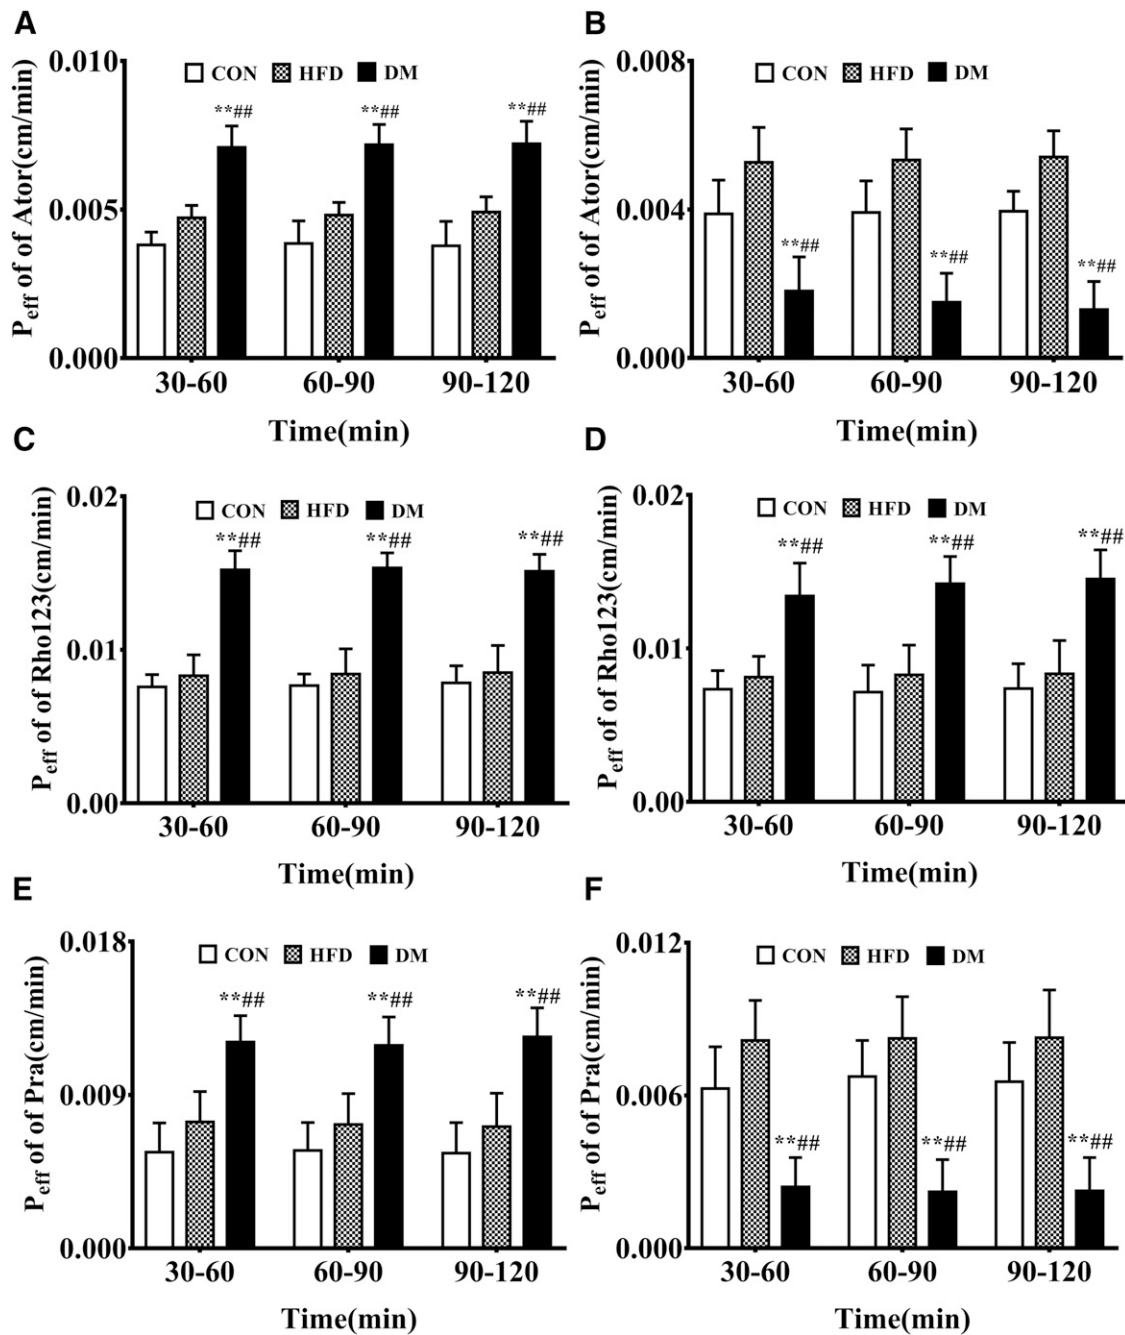 A
P_eff of of Ator(cm/min)
0.010
0.005
0.000
CON HFD DM
**## **## **##
30-60 60-90 90-120
Time(min)
B
P_eff of of Ator(cm/min)
0.008
0.004
0.000
CON HFD DM
**## **## **##
30-60 60-90 90-120
Time(min)
C
P_eff of of Rho123(cm/min)
0.02
0.01
0.00
CON HFD DM
**## **## **##
30-60 60-90 90-120
Time(min)
D
P_eff of of Rho123(cm/min)
0.02
0.01
0.00
CON HFD DM
**## **## **##
30-60 60-90 90-120
Time(min)
E
P_eff of of Pra(cm/min)
0.018
0.009
0.000
CON HFD DM
**## **## **##
30-60 60-90 90-120
Time(min)
F
P_eff of of Pra(cm/min)
0.012
0.006
0.000
CON HFD DM
**## **## **##
30-60 60-90 90-120
Time(min)